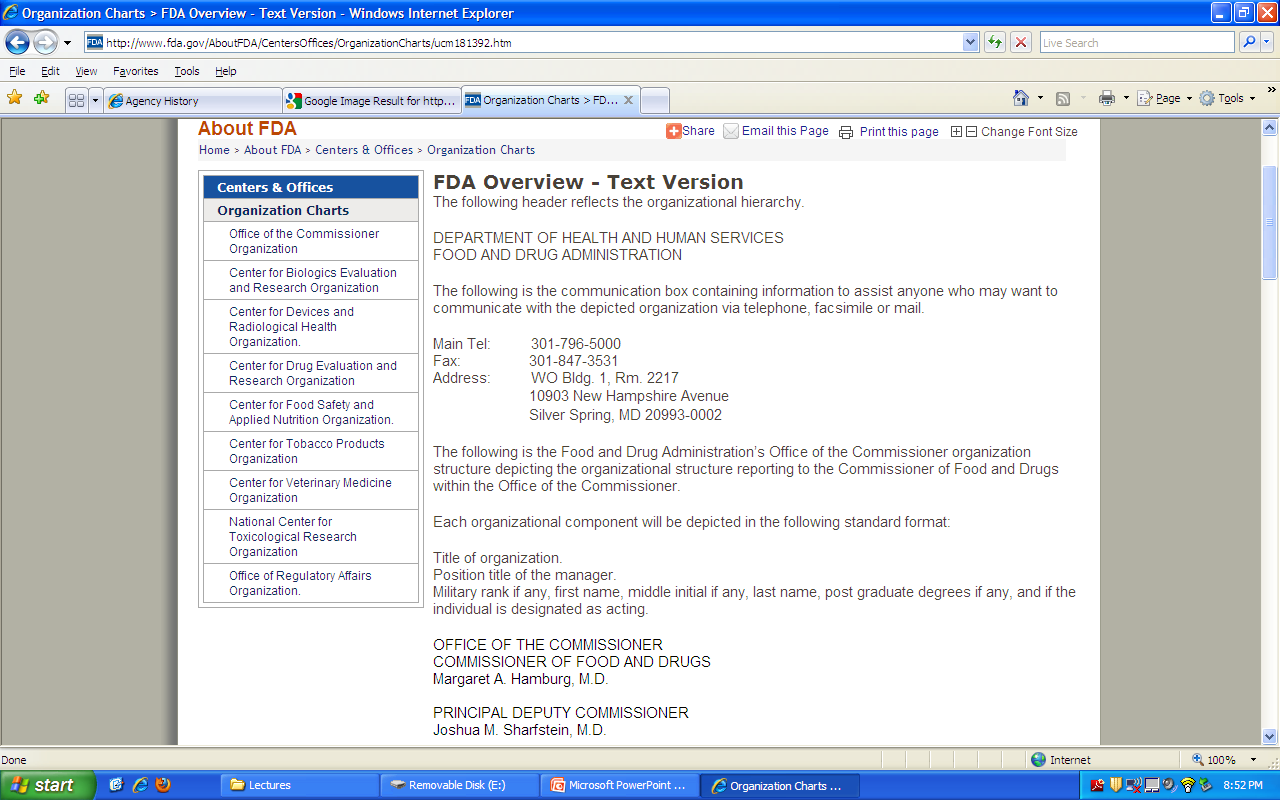 Organization Charts > FDA Overview - Text Version - Windows Internet Explorer
FDA http://www.fda.gov/AboutFDA/CentersOffices/OrganizationCharts/ucm181392.htm
Live Search
File Edit View Favorites Tools Help
Agency History
Google Image Result for http...
FDA Organization Charts > FD...
Page Tools
About FDA
Share Email this Page Print this page Change Font Size
Home > About FDA > Centers & Offices > Organization Charts
Centers & Offices
Organization Charts
Office of the Commissioner
Organization
Center for Biologics Evaluation
and Research Organization
Center for Devices and
Radiological Health
Organization.
Center for Drug Evaluation and
Research Organization
Center for Food Safety and
Applied Nutrition Organization.
Center for Tobacco Products
Organization
Center for Veterinary Medicine
Organization
National Center for
Toxicological Research
Organization
Office of Regulatory Affairs
Organization.
FDA Overview - Text Version
The following header reflects the organizational hierarchy.
DEPARTMENT OF HEALTH AND HUMAN SERVICES
FOOD AND DRUG ADMINISTRATION
The following is the communication box containing information to assist anyone who may want to
communicate with the depicted organization via telephone, facsimile or mail.
Main Tel: 301-796-5000
Fax: 301-847-3531
Address: WO Bldg. 1, Rm. 2217
10903 New Hampshire Avenue
Silver Spring, MD 20993-0002
The following is the Food and Drug Administration's Office of the Commissioner organization
structure depicting the organizational structure reporting to the Commissioner of Food and Drugs
within the Office of the Commissioner.
Each organizational component will be depicted in the following standard format:
Title of organization.
Position title of the manager.
Military rank if any, first name, middle initial if any, last name, post graduate degrees if any, and if the
individual is designated as acting.
OFFICE OF THE COMMISSIONER
COMMISSIONER OF FOOD AND DRUGS
Margaret A. Hamburg, M.D.
PRINCIPAL DEPUTY COMMISSIONER
Joshua M. Sharfstein, M.D.
Done Internet 100%
start Lectures Removable Disk (E:) Microsoft PowerPoint ... Organization Charts ... 8:52 PM